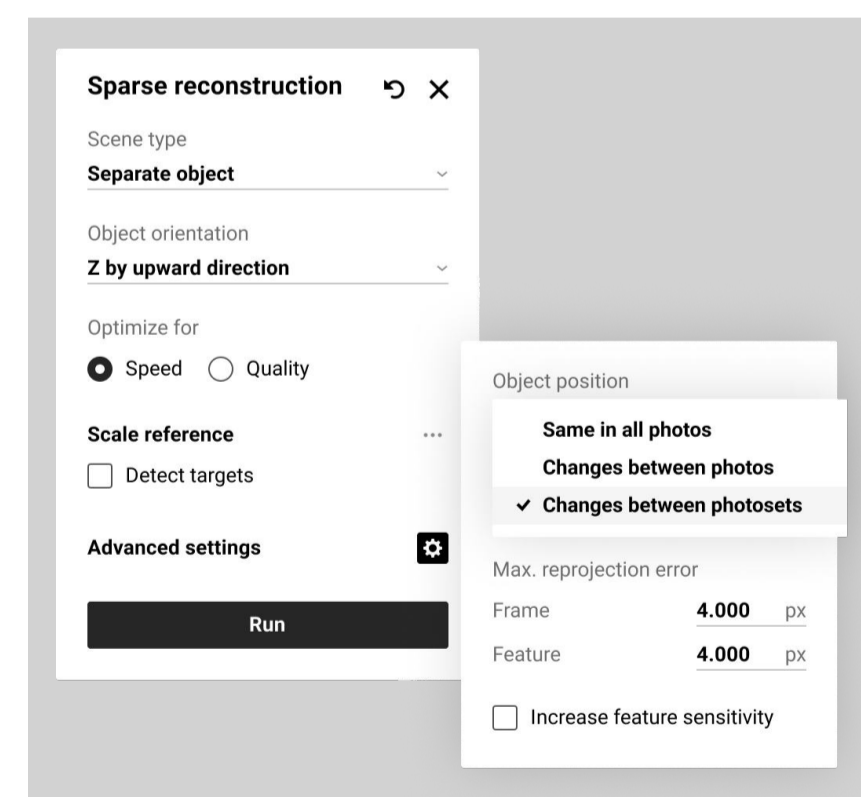 Sparse reconstruction
Scene type
Separate object
Object orientation
Z by upward direction
Optimize for
Speed Quality
Scale reference
Detect targets
Advanced settings
Run
Object position
Same in all photos
Changes between photos
Changes between photosets
Max. reprojection error
Frame 4.000 px
Feature 4.000 px
Increase feature sensitivity